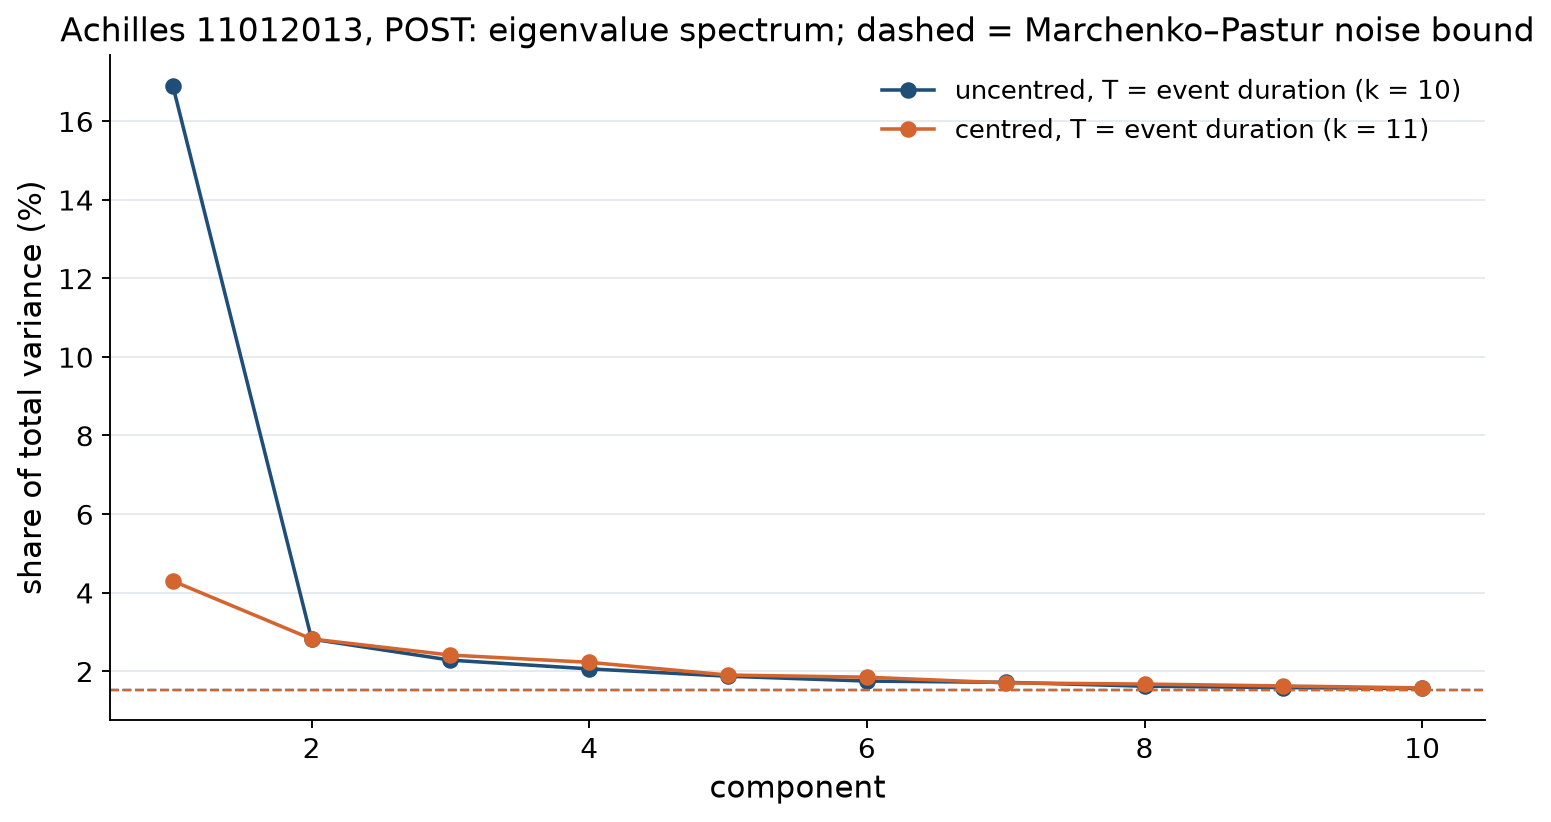 Achilles 11012013, POST: eigenvalue spectrum; dashed = Marchenko–Pastur noise bound
uncentred, T = event duration (k = 10)
centred, T = event duration (k = 11)
share of total variance (%)
16
14
12
10
8
6
4
2
2 4 6 8 10
component